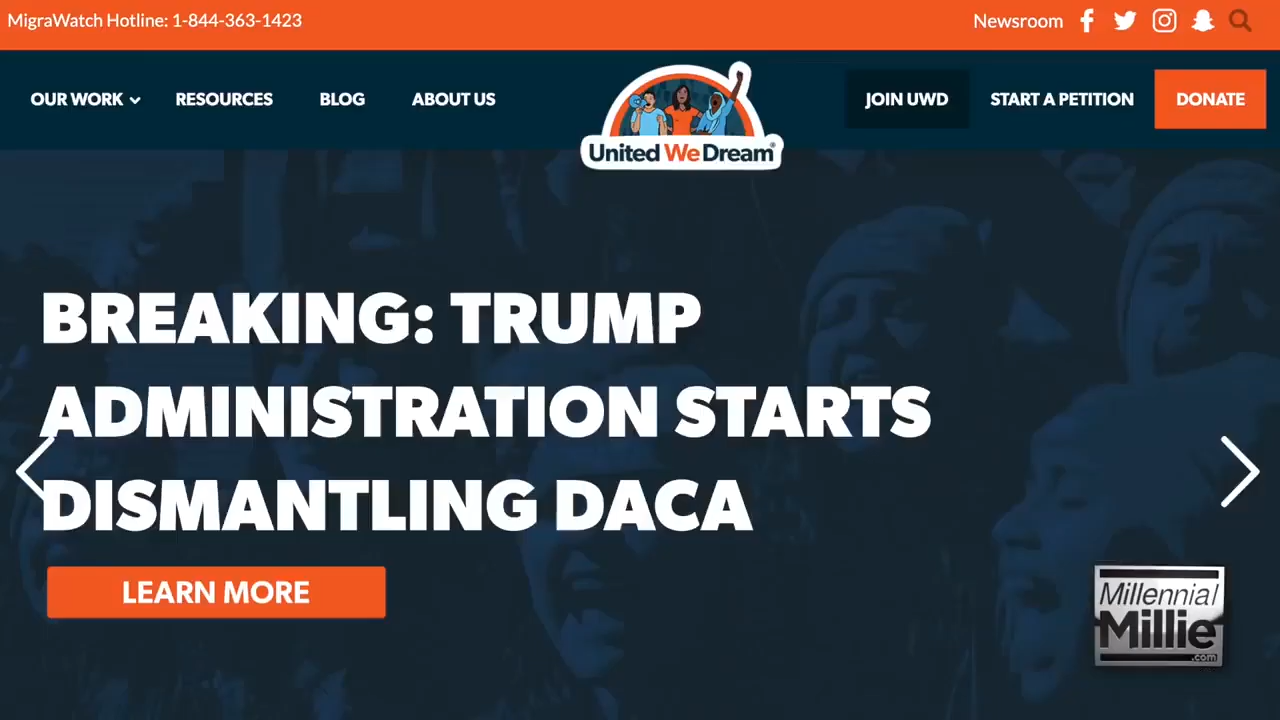 MigraWatch Hotline: 1-844-363-1423
Newsroom
OUR WORK
RESOURCES
BLOG
ABOUT US
United We Dream®
JOIN UWD
START A PETITION
DONATE
BREAKING: TRUMP
ADMINISTRATION STARTS
DISMANTLING DACA
LEARN MORE
Millennial
Millie
.com